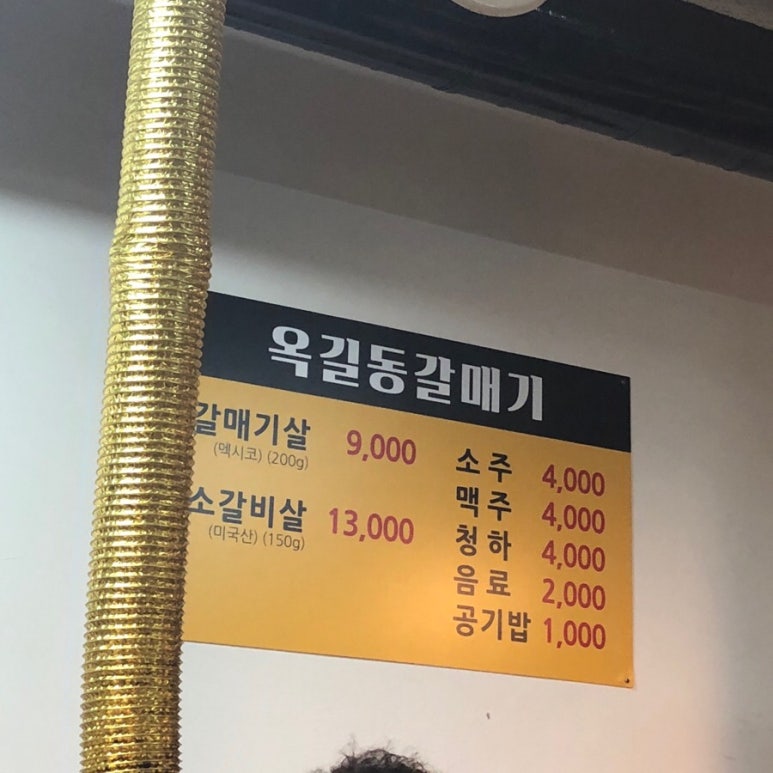 옥길동갈매기
갈매기살 9,000
(멕시코) (200g)
소갈비살 13,000
(미국산) (150g)
소주 4,000
맥주 4,000
청하 4,000
음료 2,000
공기밥 1,000